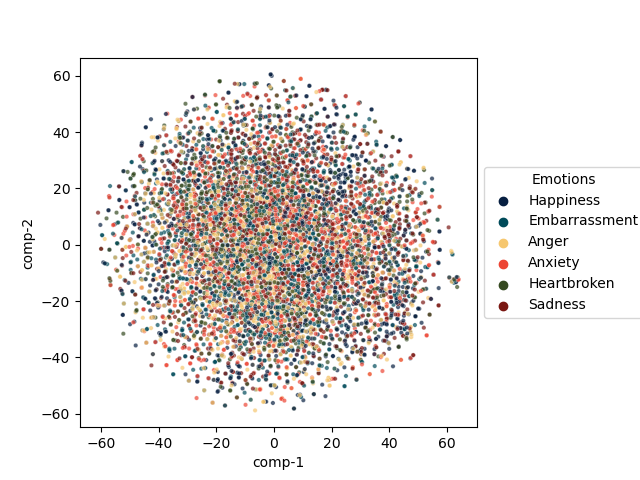 60
40
20
0
−20
−40
−60
comp-2
−60
−40
−20
0
20
40
60
comp-1
Emotions
Happiness
Embarrassment
Anger
Anxiety
Heartbroken
Sadness